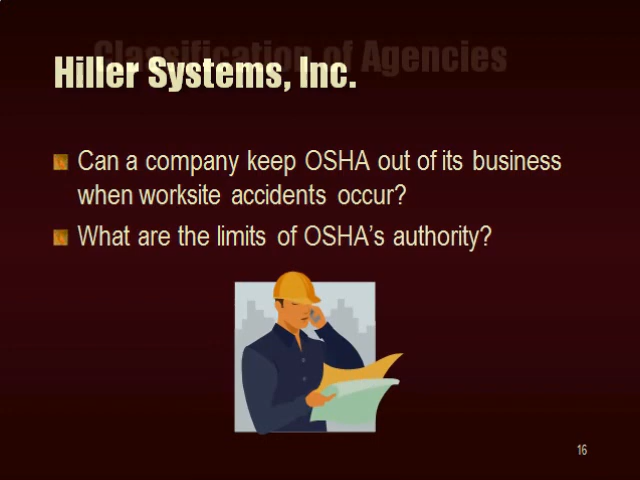 Classification of Agencies
Hiller Systems, Inc.
Can a company keep OSHA out of its business
when worksite accidents occur?
What are the limits of OSHA's authority?
16